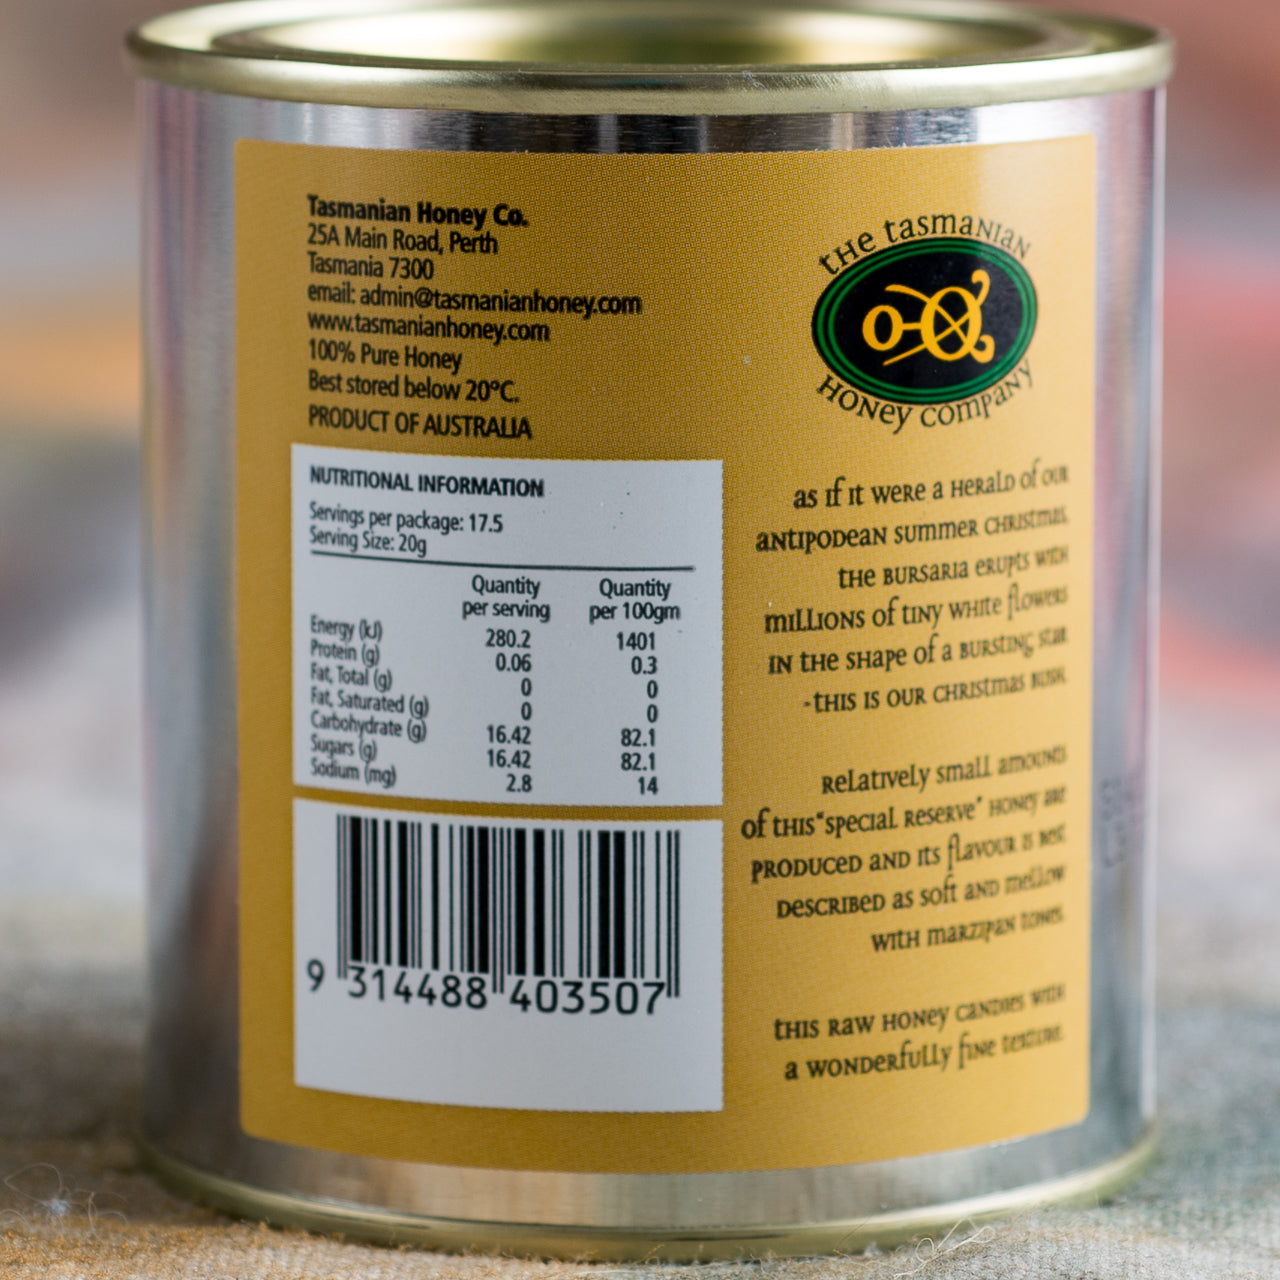 Tasmanian Honey Co.
25A Main Road, Perth
Tasmania 7300
email: admin@tasmanianhoney.com
www.tasmanianhoney.com
100% Pure Honey
Best stored below 20°C.
PRODUCT OF AUSTRALIA
NUTRITIONAL INFORMATION
Servings per package: 17.5
Serving Size: 20g
Quantity per serving Quantity per 100gm
Energy (kJ) 280.2 1401
Protein (g) 0.06 0.3
Fat, Total (g) 0 0
Fat, Saturated (g) 0 0
Carbohydrate (g) 16.42 82.1
Sugars (g) 16.42 82.1
Sodium (mg) 2.8 14
9 314488 403507
the tasmanian
honey company
as if it were a herald of our
antipodean summer christmas,
the bursaria erupts with
millions of tiny white flowers
in the shape of a bursting star
-this is our christmas bush.
relatively small amounts
of this "special reserve" honey are
produced and its flavour is best
described as soft and mellow
with marzipan tones.
this raw honey candies with
a wonderfully fine texture.